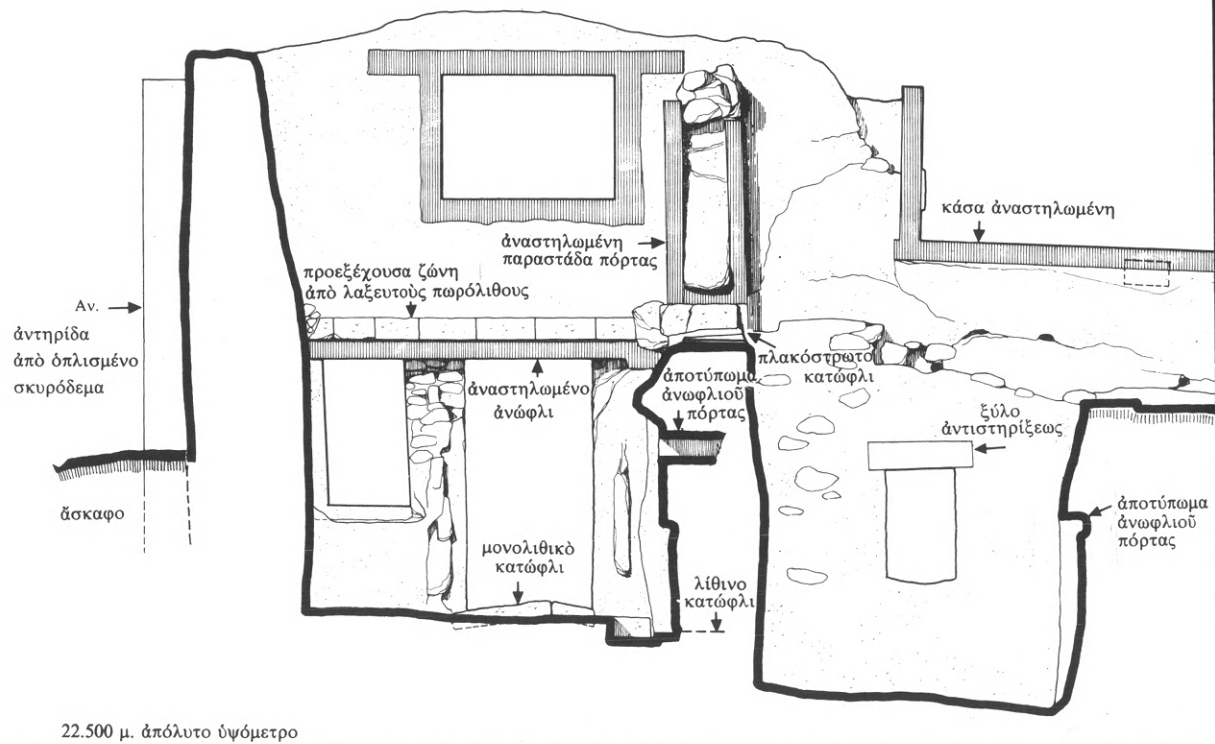 κάσα ἀναστηλωμένη
ἀναστηλωμένη
παραστάδα πόρτας
προεξέχουσα ζώνη
ἀπὸ λαξευτοὺς πωρόλιθους
Αν.
ἀντηρίδα
ἀπὸ ὁπλισμένο
σκυρόδεμα
πλακόστρωτο
κατώφλι
ἀποτύπωμα
ἀνωφλιοῦ
πόρτας
ἀναστηλωμένο
ἀνώφλι
ξύλο
ἀντιστηρίξεως
ἄσκαφο
ἀποτύπωμα
ἀνωφλιοῦ
πόρτας
μονολιθικὸ
κατώφλι
λίθινο
κατώφλι
22.500 μ. ἀπόλυτο ὑψόμετρο